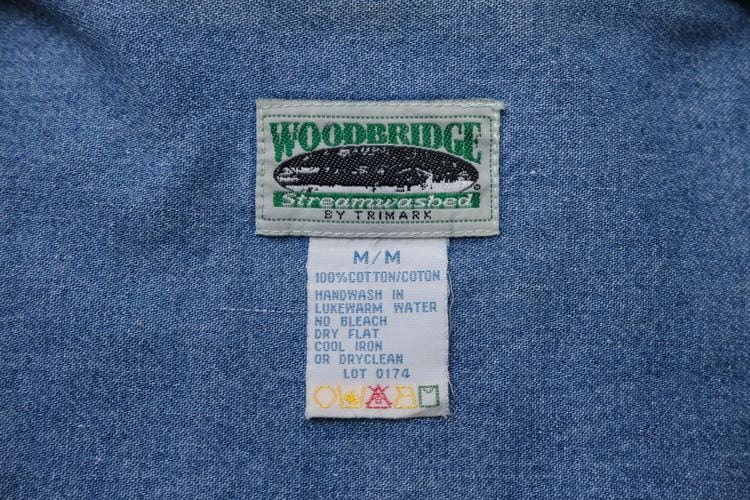 WOODBRIDGE
Streamwashed
BY TRIMARK
M/M
100%COTTON/COTON
HANDWASH IN
LUKEWARM WATER
NO BLEACH
DRY FLAT
COOL IRON
OR DRYCLEAN
LOT 0174